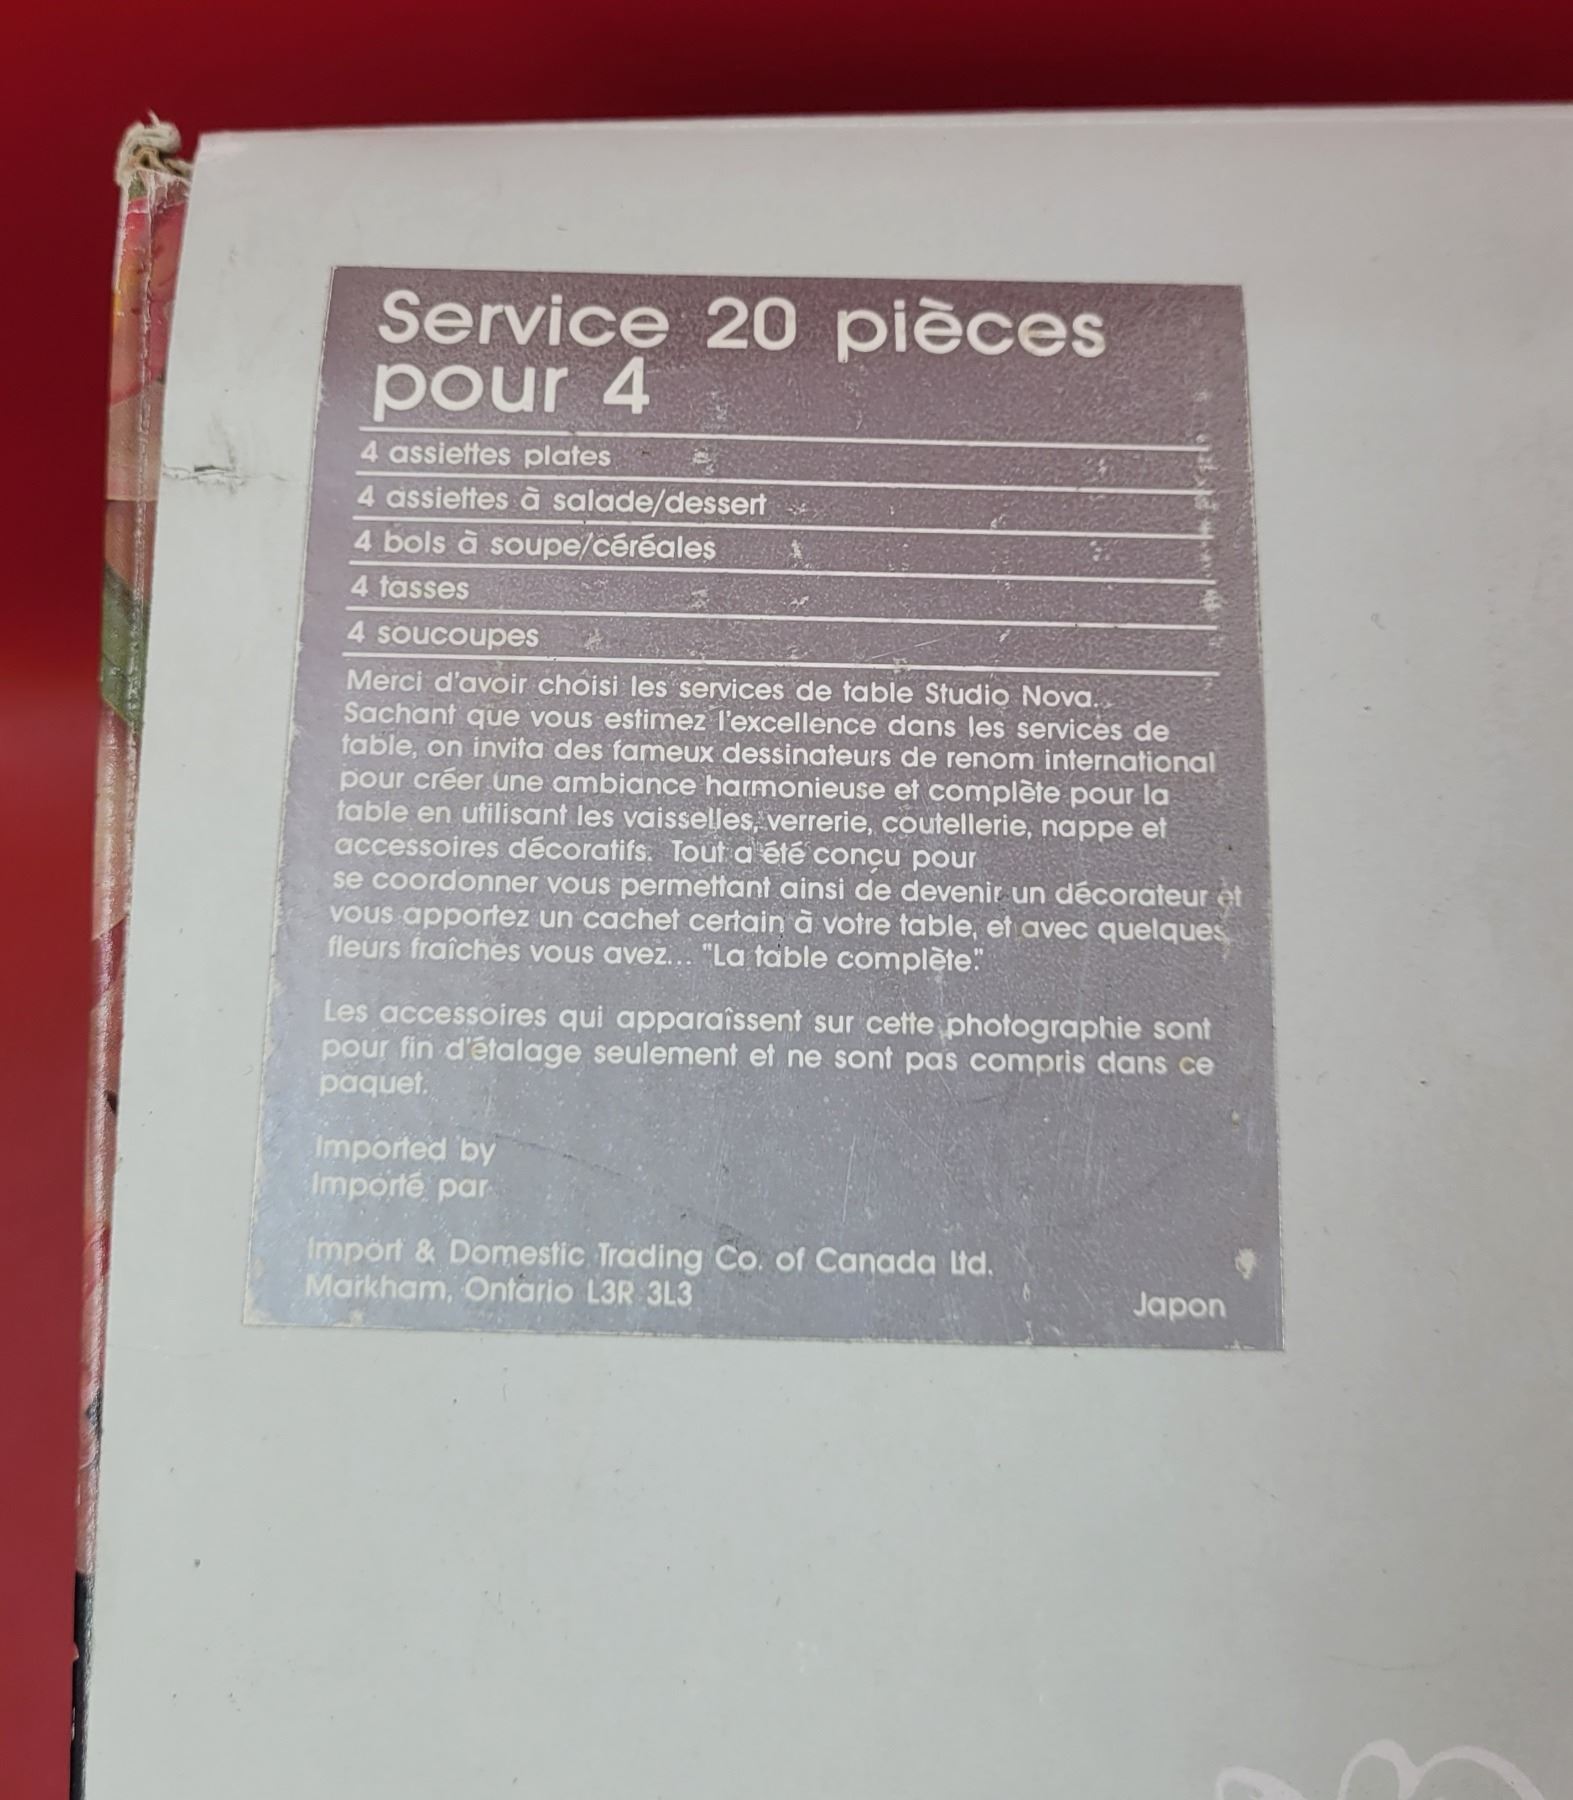 Service 20 pièces
pour 4
4 assiettes plates
4 assiettes à salade/dessert
4 bols à soupe/céréales
4 tasses
4 soucoupes
Merci d'avoir choisi les services de table Studio Nova.
Sachant que vous estimez l'excellence dans les services de
table, on invita des fameux dessinateurs de renom international
pour créer une ambiance harmonieuse et complète pour la
table en utilisant les vaisselles, verrerie, coutellerie, nappe et
accessoires décoratifs. Tout a été conçu pour
se coordonner vous permettant ainsi de devenir un décorateur et
vous apportez un cachet certain à votre table, et avec quelques
fleurs fraîches vous avez... "La table complète."
Les accessoires qui apparaîssent sur cette photographie sont
pour fin d'étalage seulement et ne sont pas compris dans ce
paquet.
Imported by
Importé par
Import & Domestic Trading Co. of Canada Ltd.
Markham, Ontario L3R 3L3
Japon